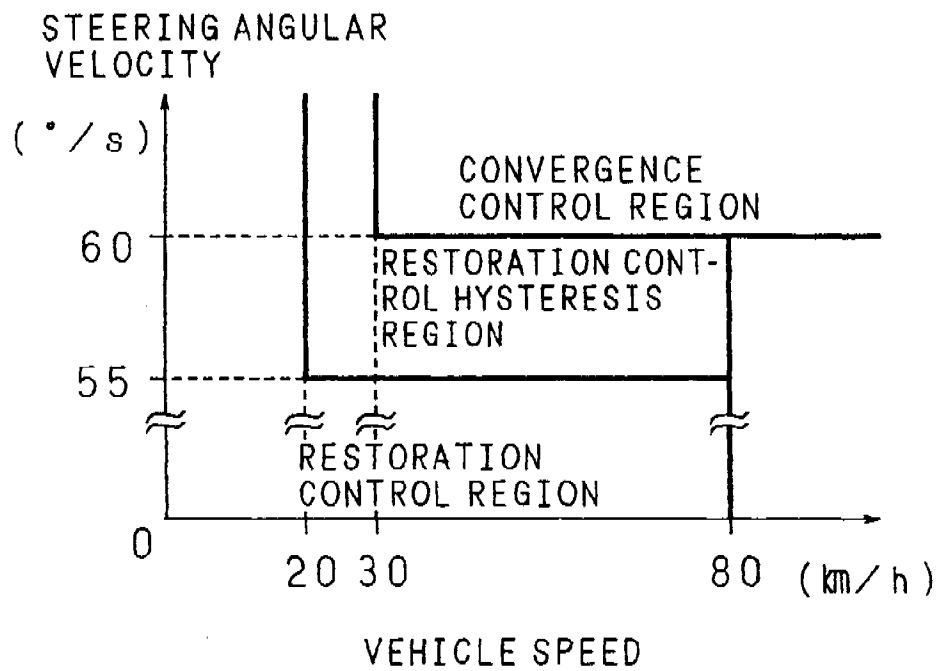 STEERING ANGULAR
VELOCITY
(°/s)
CONVERGENCE
CONTROL REGION
60
RESTORATION CONT-
ROL HYSTERESIS
REGION
55
RESTORATION
CONTROL REGION
0
20 30 80 (km/h)
VEHICLE SPEED